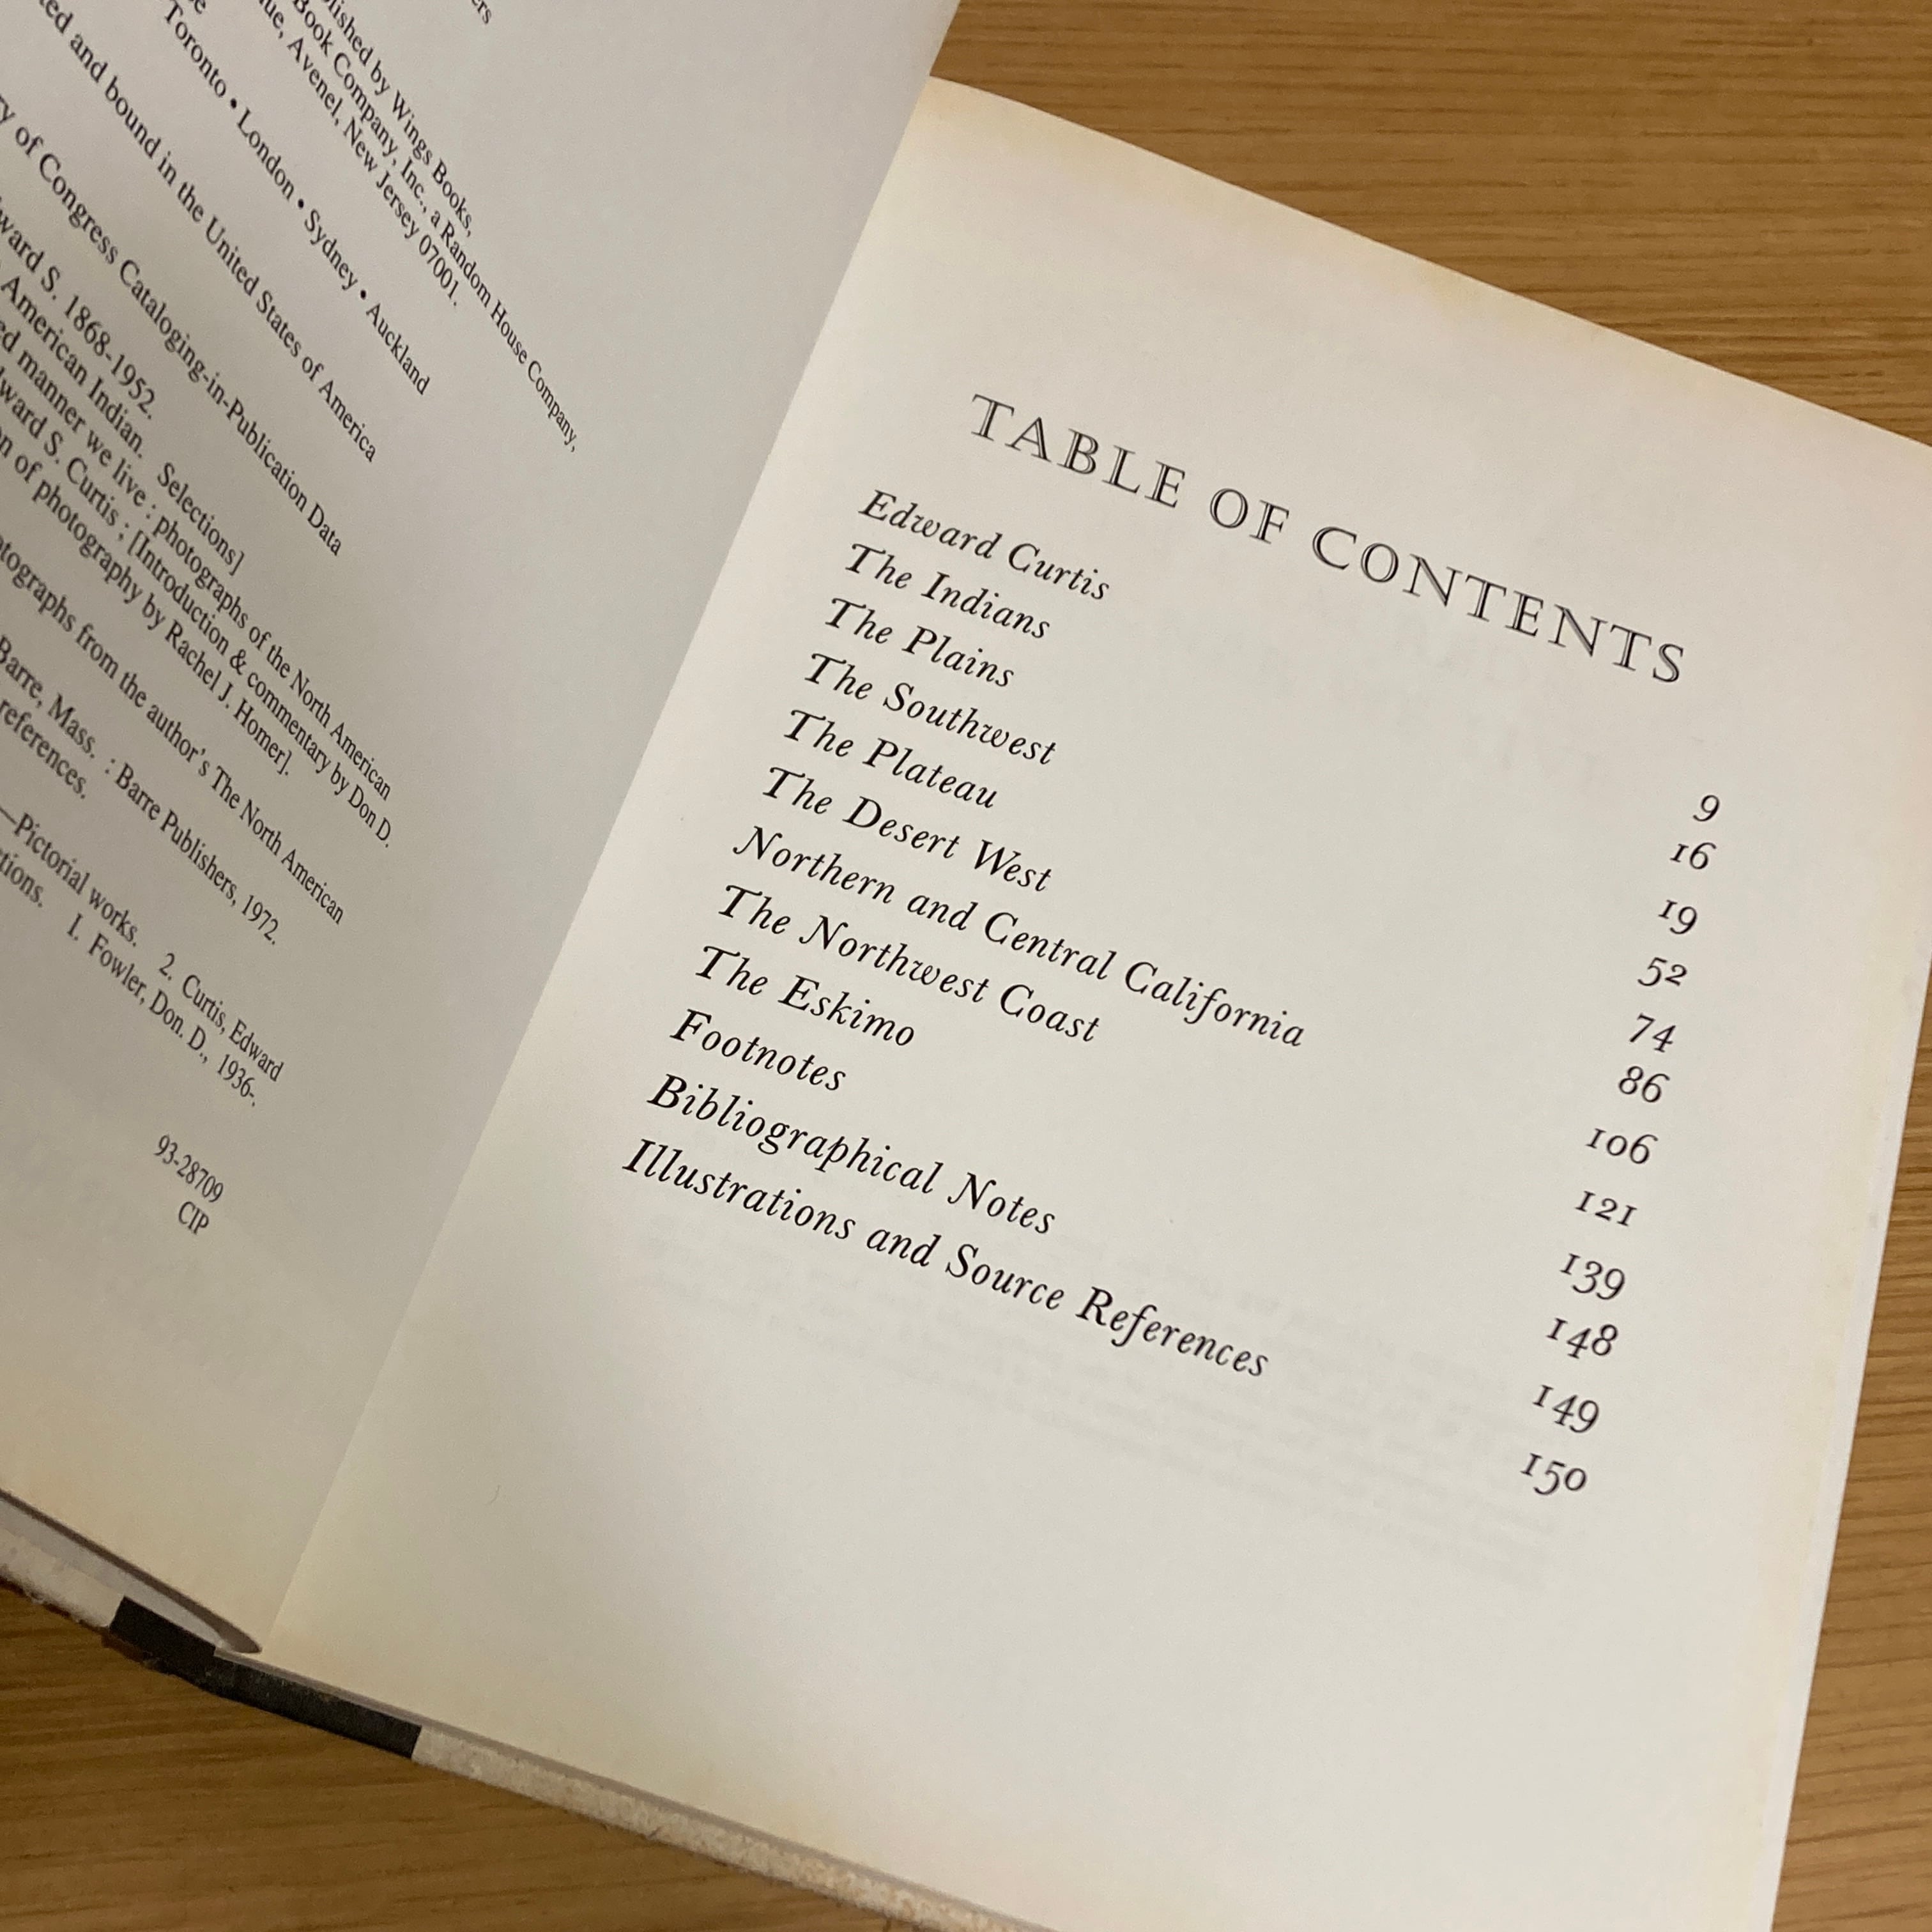 lished by Wings Books,
Book Company, Inc., a Random House Company,
Avenel, New Jersey 07001.
Toronto • London • Sydney • Auckland
and bound in the United States of America
of Congress Cataloging-in-Publication Data
ward S. 1868-1952.
American Indian. Selections]
manner we live : photographs of the North American
ward S. Curtis ; [Introduction & commentary by Don D.
of photography by Rachel J. Homer].
tographs from the author's The North American
Barre, Mass. : Barre Publishers, 1972.
references.
—Pictorial works. 2. Curtis, Edward
tions. I. Fowler, Don. D., 1936-.
93-28709
CIP
TABLE OF CONTENTS
Edward Curtis 9
The Indians 16
The Plains 19
The Southwest 52
The Plateau 74
The Desert West 86
Northern and Central California 106
The Northwest Coast 121
The Eskimo 139
Footnotes 148
Bibliographical Notes 149
Illustrations and Source References 150